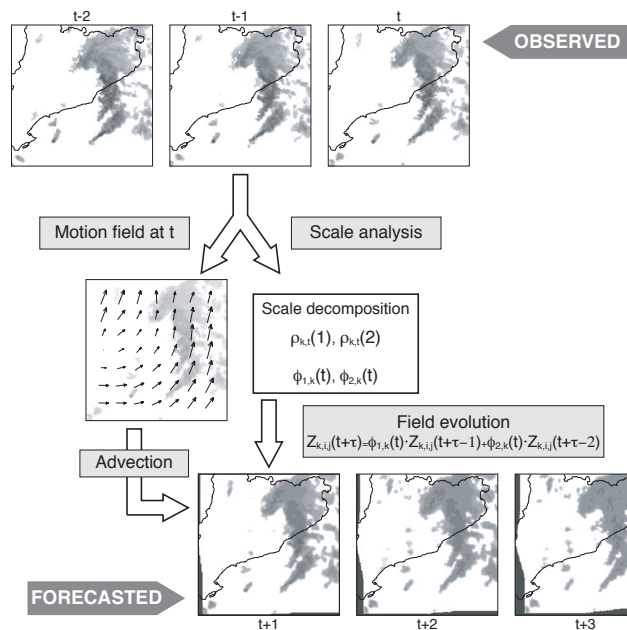 t-2
t-1
t
OBSERVED
Motion field at t
Scale analysis
Scale decomposition
ρk,t(1), ρk,t(2)
ϕ1,k(t), ϕ2,k(t)
Field evolution
Zk,i,j(t+τ)=ϕ1,k(t)·Zk,i,j(t+τ−1)+ϕ2,k(t)·Zk,i,j(t+τ−2)
Advection
FORECASTED
t+1
t+2
t+3